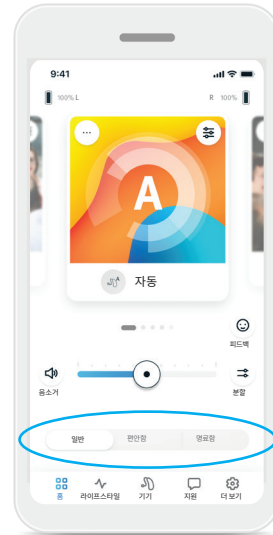 9:41
100% L
R 100%
A
자동
피드백
음소거
분할
일반 편안함 명료함
홈 라이프스타일 기기 지원 더 보기